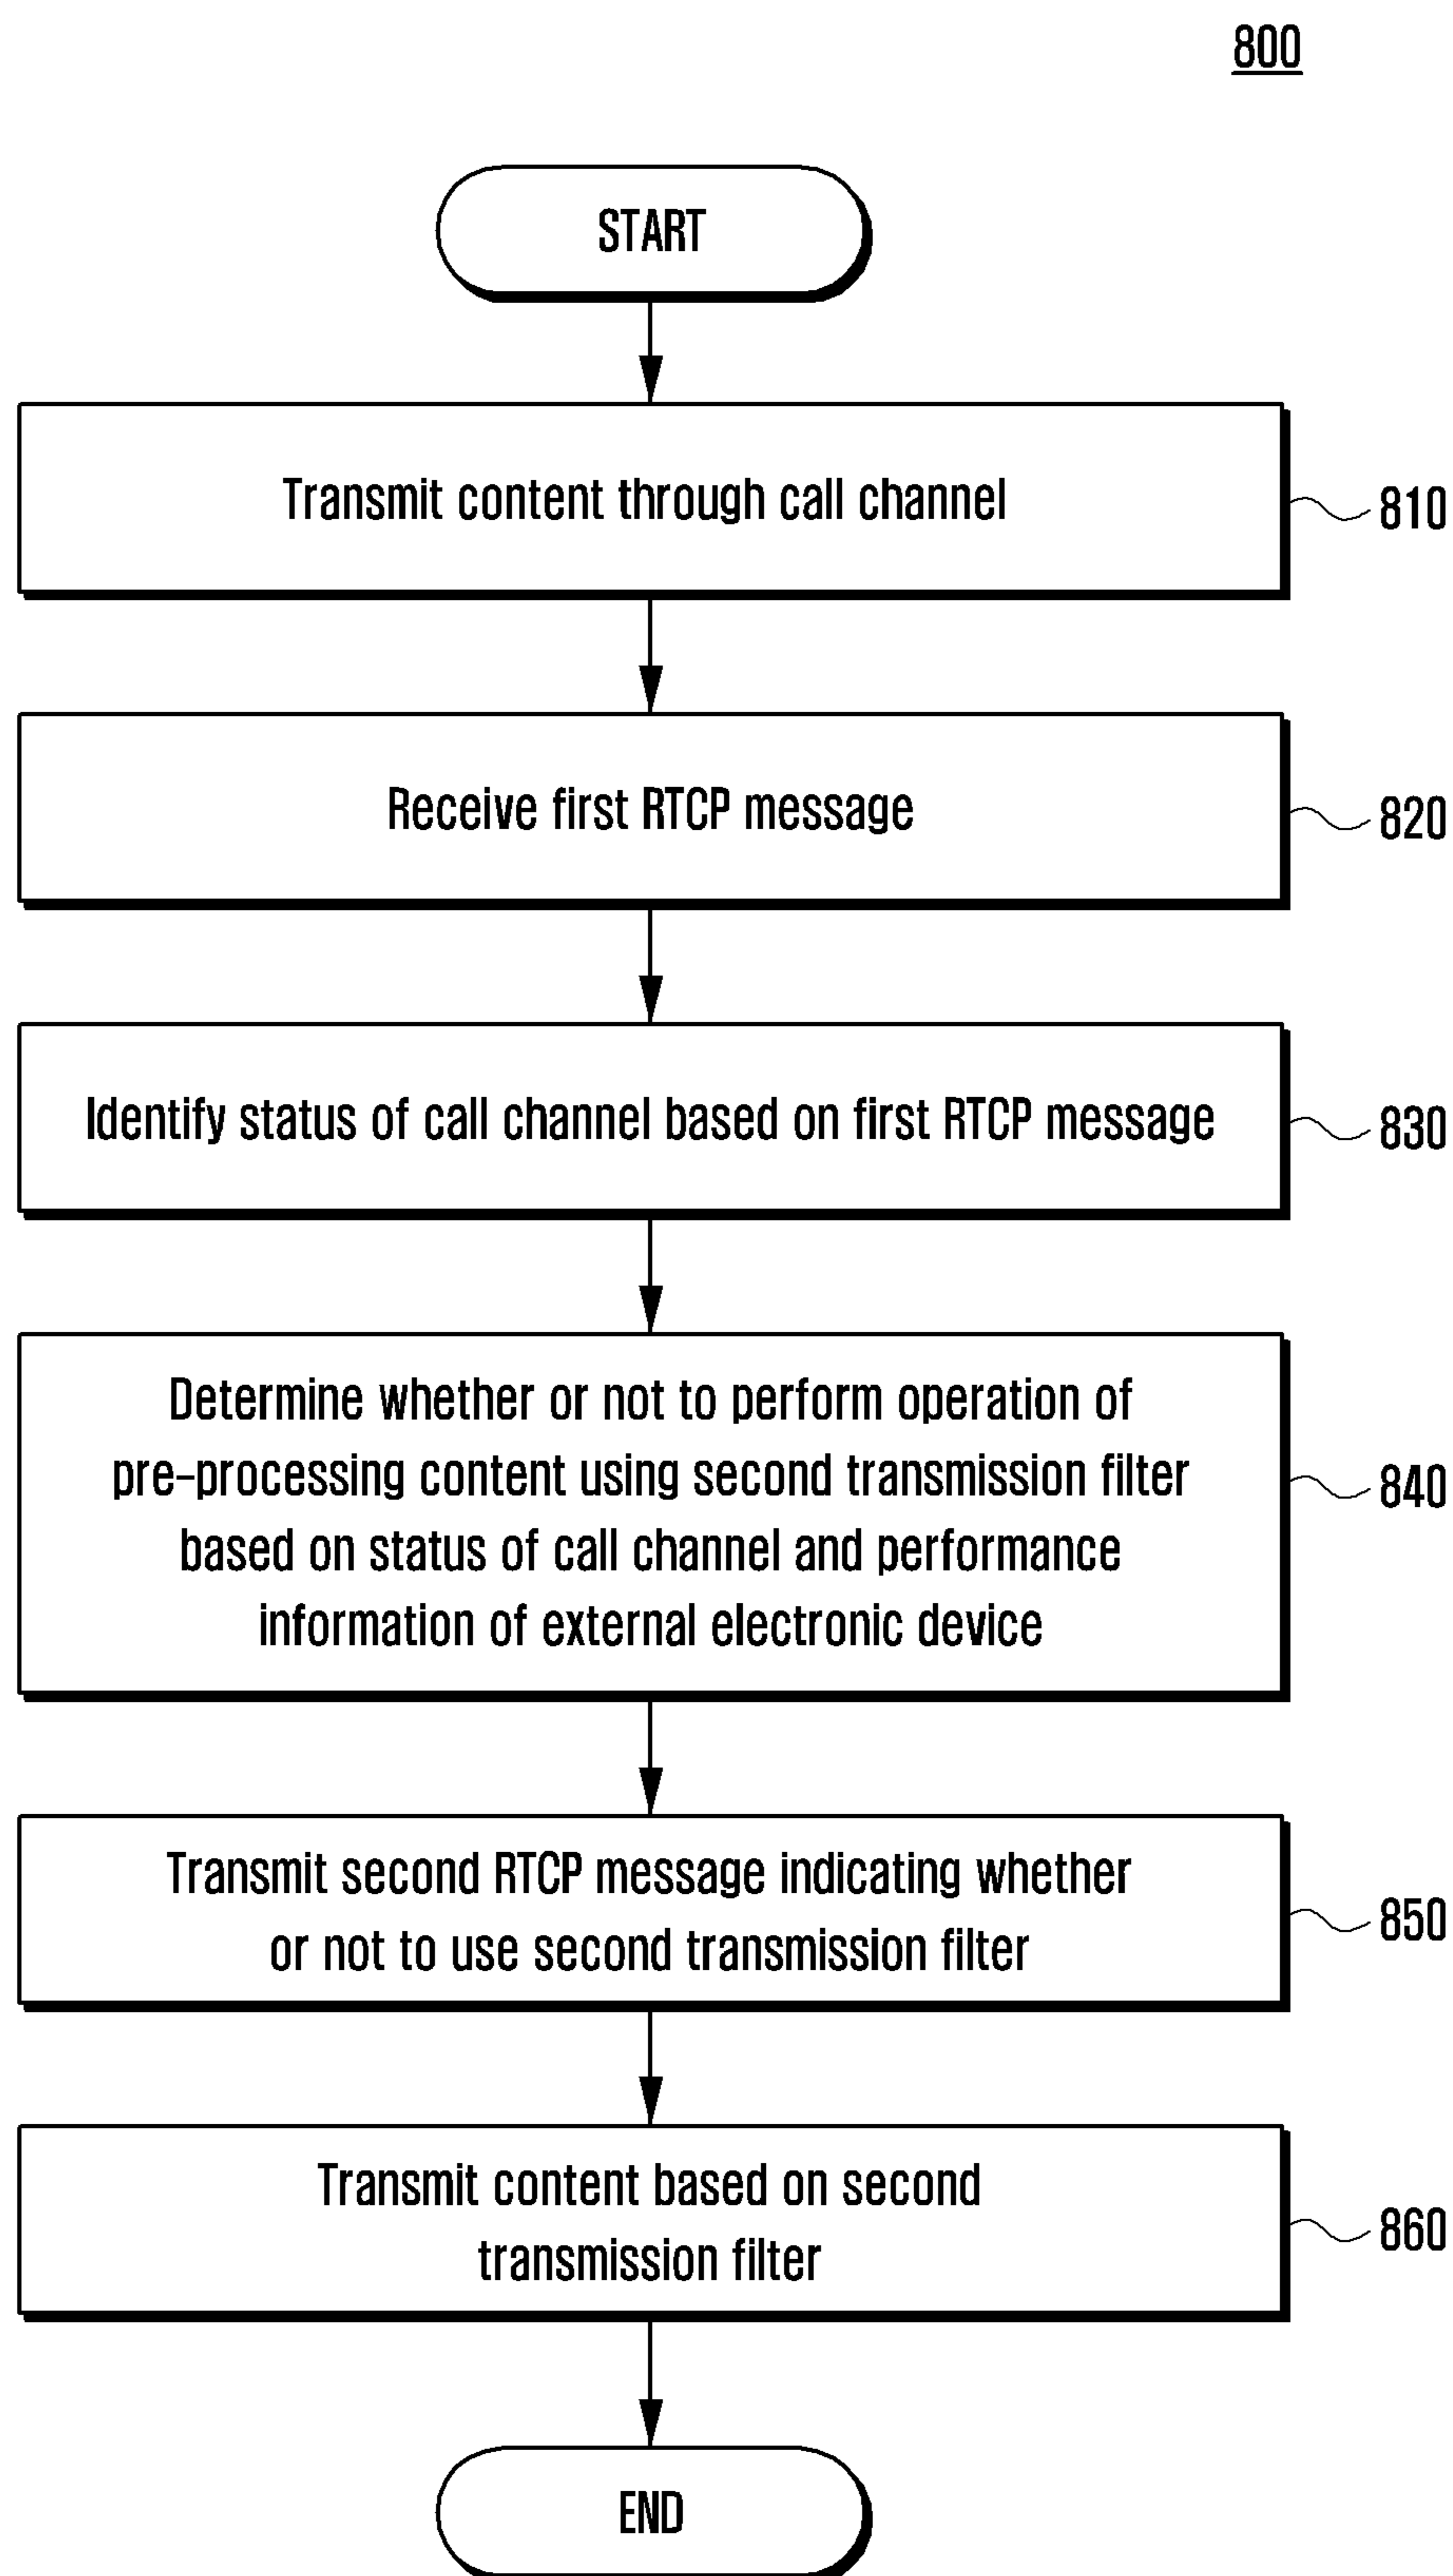 800
START
Transmit content through call channel
810
Receive first RTCP message
820
Identify status of call channel based on first RTCP message
830
Determine whether or not to perform operation of
pre-processing content using second transmission filter
based on status of call channel and performance
information of external electronic device
840
Transmit second RTCP message indicating whether
or not to use second transmission filter
850
Transmit content based on second
transmission filter
860
END